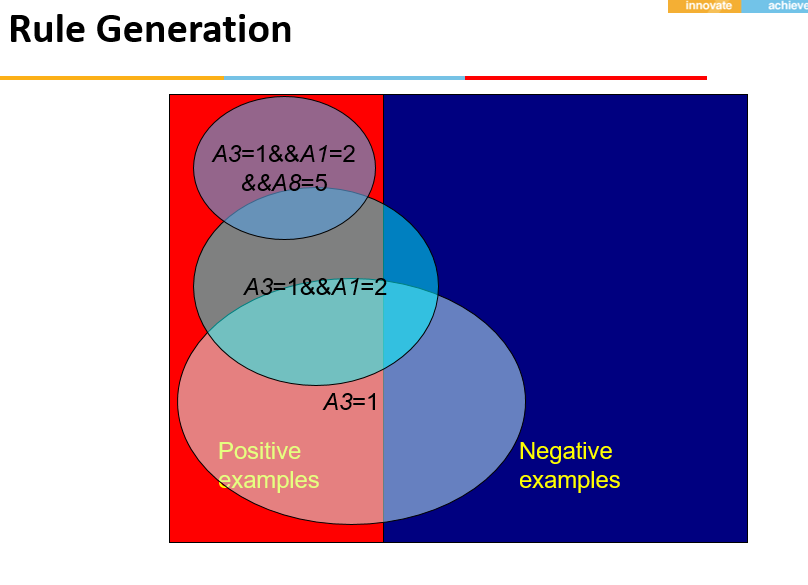 innovate achieve
Rule Generation
A3=1&&A1=2
&&A8=5
A3=1&&A1=2
A3=1
Positive
examples
Negative
examples